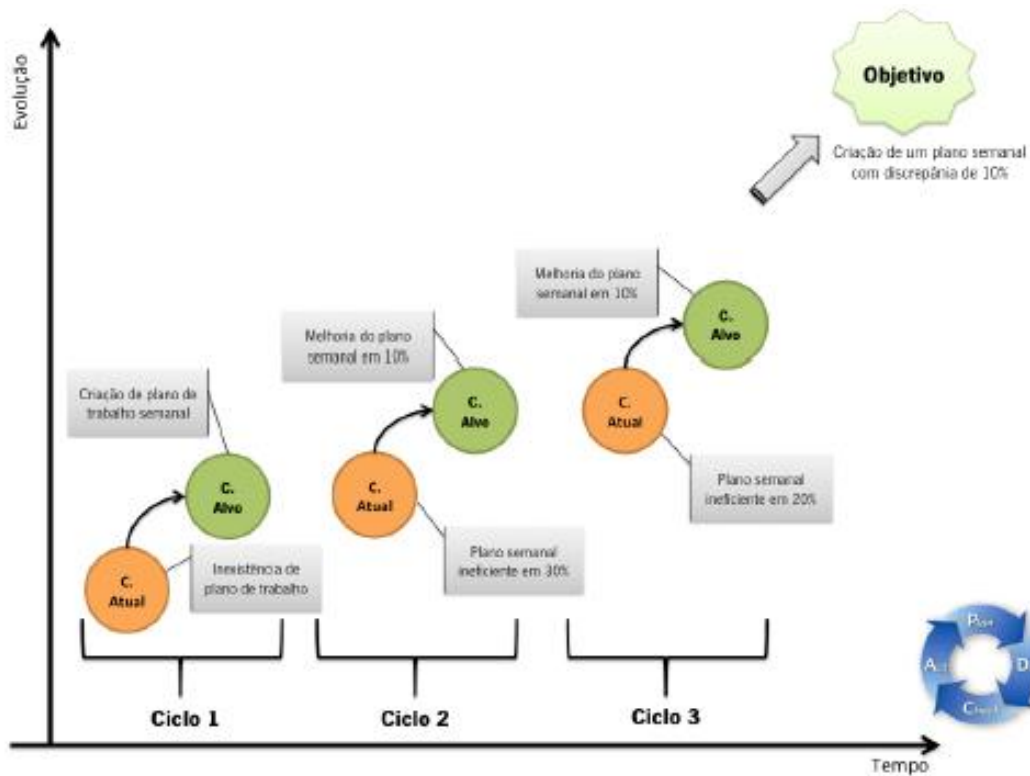 Evolução
Objetivo
Criação de um plano semanal
com discrepânia de 10%
Melhoria do plano
semanal em 10%
C.
Alvo
C.
Atual
Plano semanal
ineficiente em 20%
Melhoria do plano
semanal em 10%
C.
Alvo
C.
Atual
Plano semanal
ineficiente em 30%
Criação de plano de
trabalho semanal
C.
Alvo
C.
Atual
Inexistência de
plano de trabalho
Ciclo 1
Ciclo 2
Ciclo 3
Plan
D
Check
Act
Tempo